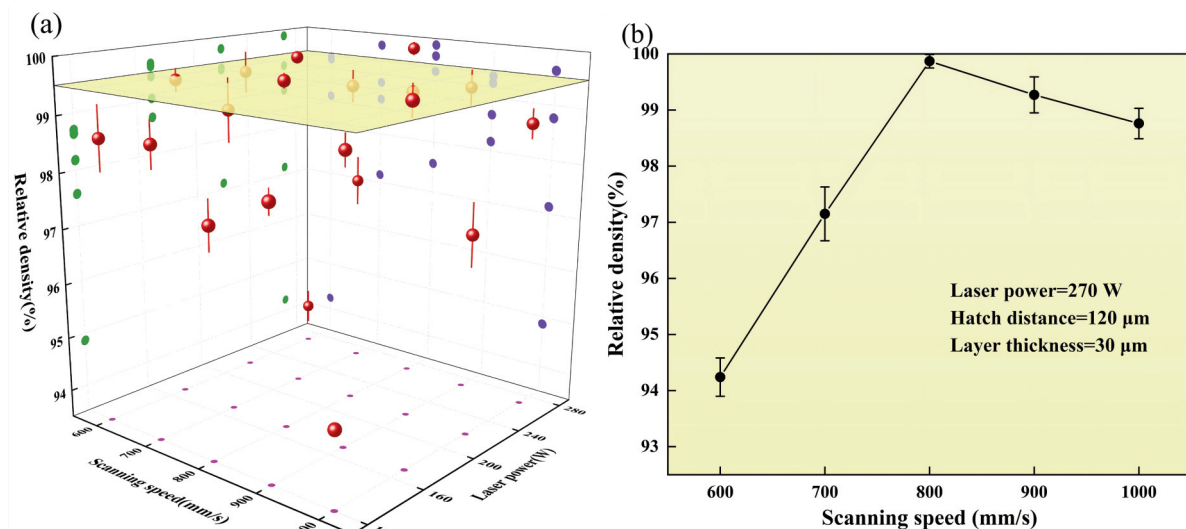 (a)
100
99
98
97
96
95
94
Relative density(%)
600
700
800
900
Scanning speed(mm/s)
160
200
240
280
Laser power(W)
(b)
100
99
98
97
96
95
94
93
Relative density(%)
Laser power=270 W
Hatch distance=120 μm
Layer thickness=30 μm
600 700 800 900 1000
Scanning speed (mm/s)